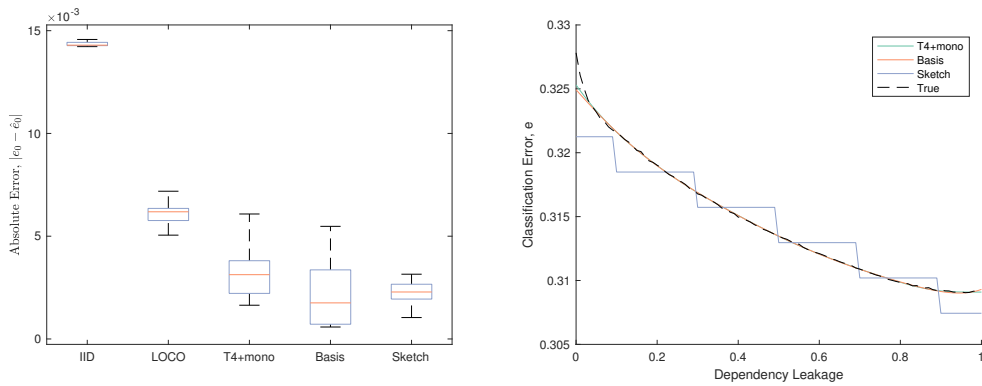 ×10⁻³
15
10
5
0
Absolute Error, |e₀ − ê₀|
IID
LOCO
T4+mono
Basis
Sketch
0.33
0.325
0.32
0.315
0.31
0.305
Classification Error, e
T4+mono
Basis
Sketch
True
0
0.2
0.4
0.6
0.8
1
Dependency Leakage